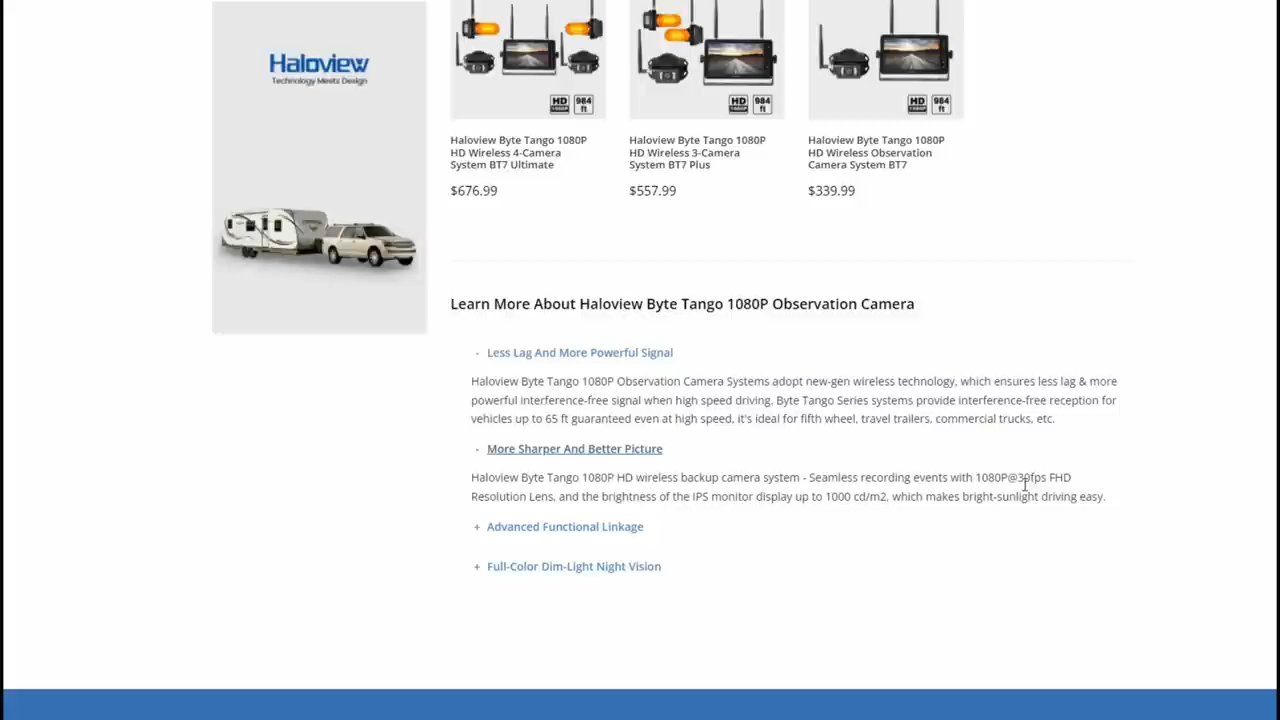 Haloview
Technology Meets Design
HD 1080P 984 ft
HD 1080P 984 ft
HD 1080P 984 ft
Haloview Byte Tango 1080P
HD Wireless 4-Camera
System BT7 Ultimate
$676.99
Haloview Byte Tango 1080P
HD Wireless 3-Camera
System BT7 Plus
$557.99
Haloview Byte Tango 1080P
HD Wireless Observation
Camera System BT7
$339.99
Learn More About Haloview Byte Tango 1080P Observation Camera
- Less Lag And More Powerful Signal
Haloview Byte Tango 1080P Observation Camera Systems adopt new-gen wireless technology, which ensures less lag & more
powerful interference-free signal when high speed driving. Byte Tango Series systems provide interference-free reception for
vehicles up to 65 ft guaranteed even at high speed, it's ideal for fifth wheel, travel trailers, commercial trucks, etc.
- More Sharper And Better Picture
Haloview Byte Tango 1080P HD wireless backup camera system - Seamless recording events with 1080P@30fps FHD
Resolution Lens, and the brightness of the IPS monitor display up to 1000 cd/m2, which makes bright-sunlight driving easy.
+ Advanced Functional Linkage
+ Full-Color Dim-Light Night Vision